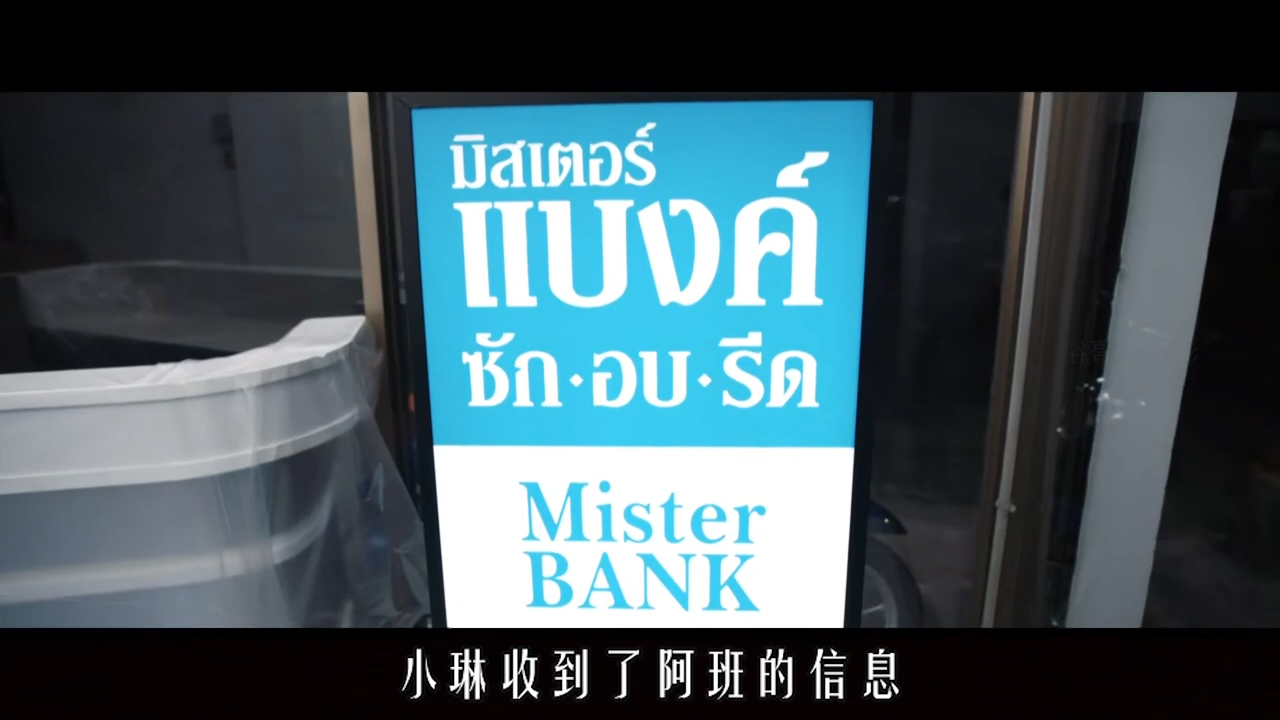 มิสเตอร์
แบงค์
ซัก·อบ·รีด
Mister
BANK
小琳收到了阿班的信息